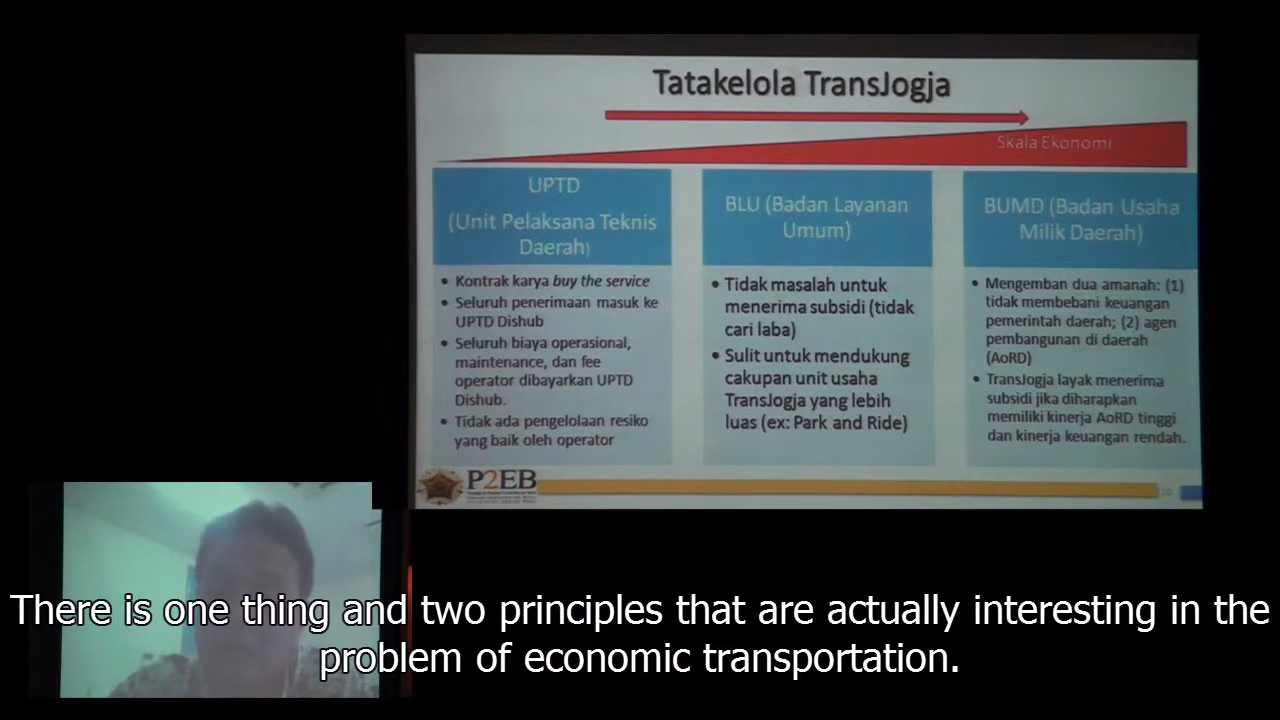 Tatakelola TransJogja
Skala Ekonomi
UPTD
(Unit Pelaksana Teknis
Daerah)
• Kontrak karya buy the service
• Seluruh penerimaan masuk ke
UPTD Dishub
• Seluruh biaya operasional,
maintenance, dan fee
operator dibayarkan UPTD
Dishub.
• Tidak ada pengelolaan resiko
yang baik oleh operator
BLU (Badan Layanan
Umum)
• Tidak masalah untuk
menerima subsidi (tidak
cari laba)
• Sulit untuk mendukung
cakupan unit usaha
TransJogja yang lebih
luas (ex: Park and Ride)
BUMD (Badan Usaha
Milik Daerah)
• Mengemban dua amanah: (1)
tidak membebani keuangan
pemerintah daerah; (2) agen
pembangunan di daerah
(AoRD)
• TransJogja layak menerima
subsidi jika diharapkan
memiliki kinerja AoRD tinggi
dan kinerja keuangan rendah.
P2EB
There is one thing and two principles that are actually interesting in the
problem of economic transportation.